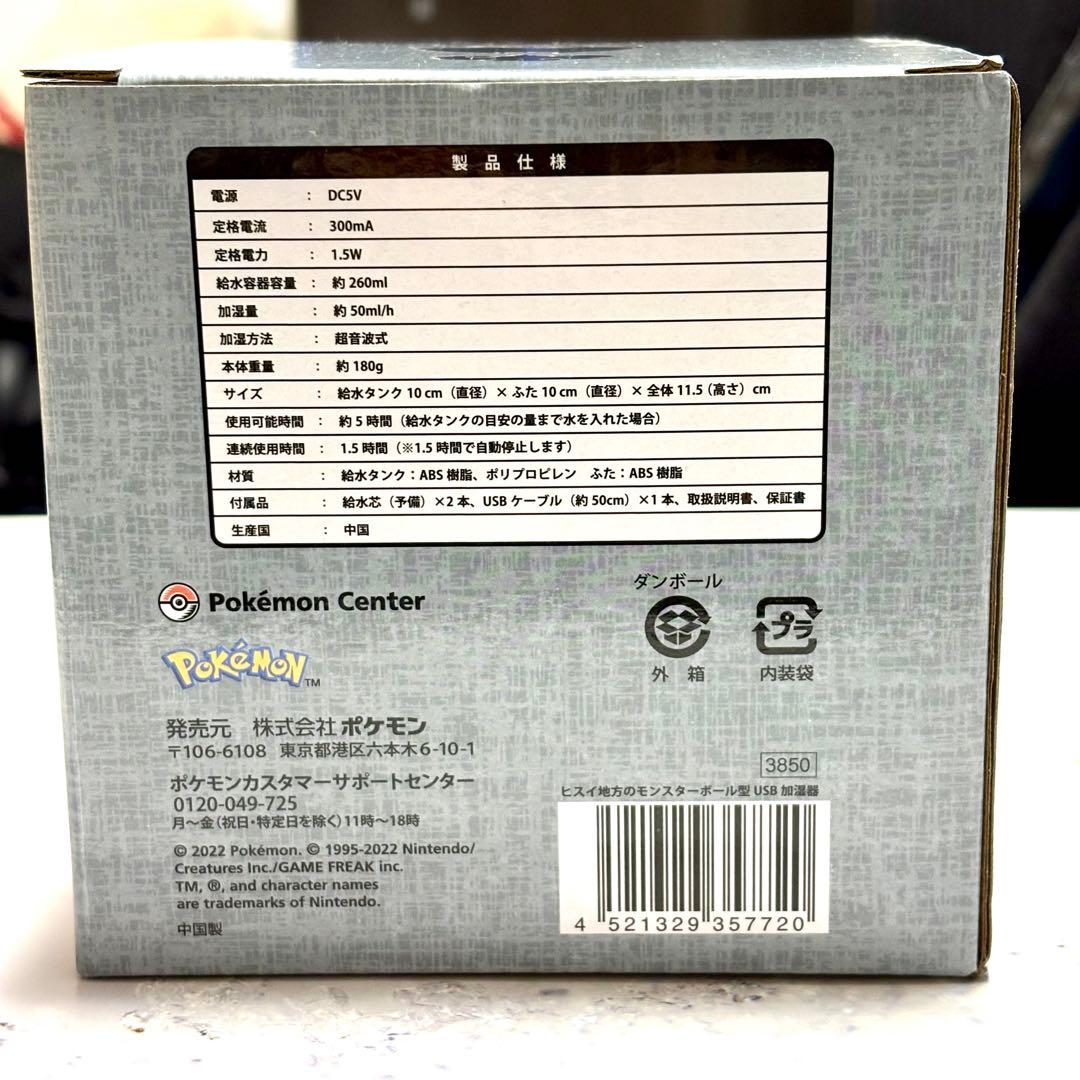 製品仕様
電源 : DC5V
定格電流 : 300mA
定格電力 : 1.5W
給水容器容量 : 約 260ml
加湿量 : 約 50ml/h
加湿方法 : 超音波式
本体重量 : 約 180g
サイズ : 給水タンク 10 cm（直径）× ふた 10 cm（直径）× 全体 11.5（高さ）cm
使用可能時間 : 約 5 時間（給水タンクの目安の量まで水を入れた場合）
連続使用時間 : 1.5 時間（※1.5 時間で自動停止します）
材質 : 給水タンク：ABS 樹脂、ポリプロピレン ふた：ABS 樹脂
付属品 : 給水芯（予備）×2 本、USB ケーブル（約 50cm）×1 本、取扱説明書、保証書
生産国 : 中国
Pokémon Center
POKéMON TM
発売元 株式会社ポケモン
〒106-6108 東京都港区六本木6-10-1
ポケモンカスタマーサポートセンター
0120-049-725
月〜金（祝日・特定日を除く）11時〜18時
© 2022 Pokémon. © 1995-2022 Nintendo/
Creatures Inc./GAME FREAK inc.
TM, ®, and character names
are trademarks of Nintendo.
中国製
ダンボール
外箱
プラ
内装袋
3850
ヒスイ地方のモンスターボール型 USB 加湿器
4 521329 357720